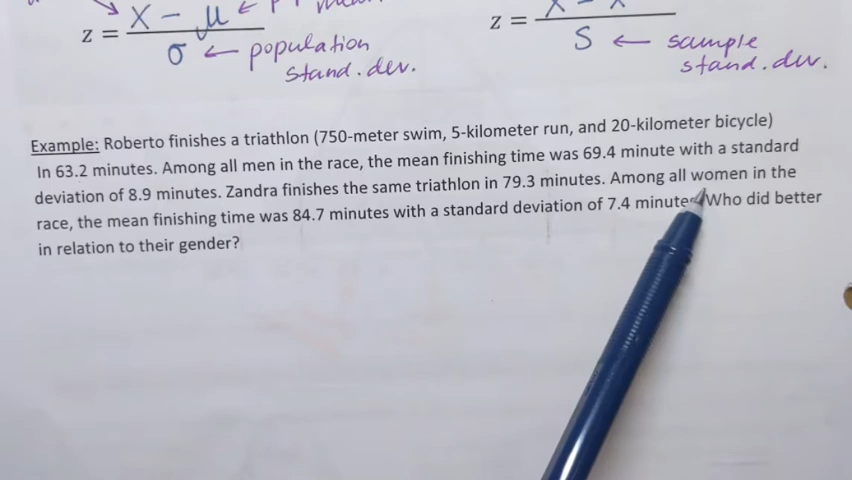 z = X − μ
σ ← population
stand. dev.
z =
S ← sample
stand. dev.
Example: Roberto finishes a triathlon (750-meter swim, 5-kilometer run, and 20-kilometer bicycle)
In 63.2 minutes. Among all men in the race, the mean finishing time was 69.4 minute with a standard
deviation of 8.9 minutes. Zandra finishes the same triathlon in 79.3 minutes. Among all women in the
race, the mean finishing time was 84.7 minutes with a standard deviation of 7.4 minutes Who did better
in relation to their gender?